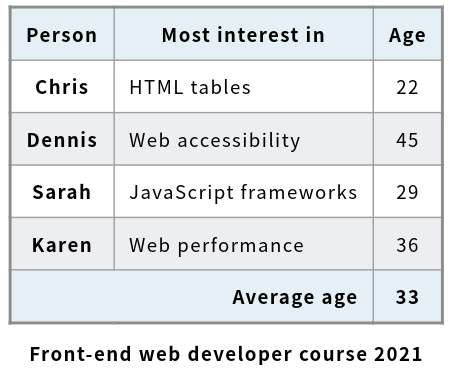 Person Most interest in Age
Chris HTML tables 22
Dennis Web accessibility 45
Sarah JavaScript frameworks 29
Karen Web performance 36
Average age 33
Front-end web developer course 2021